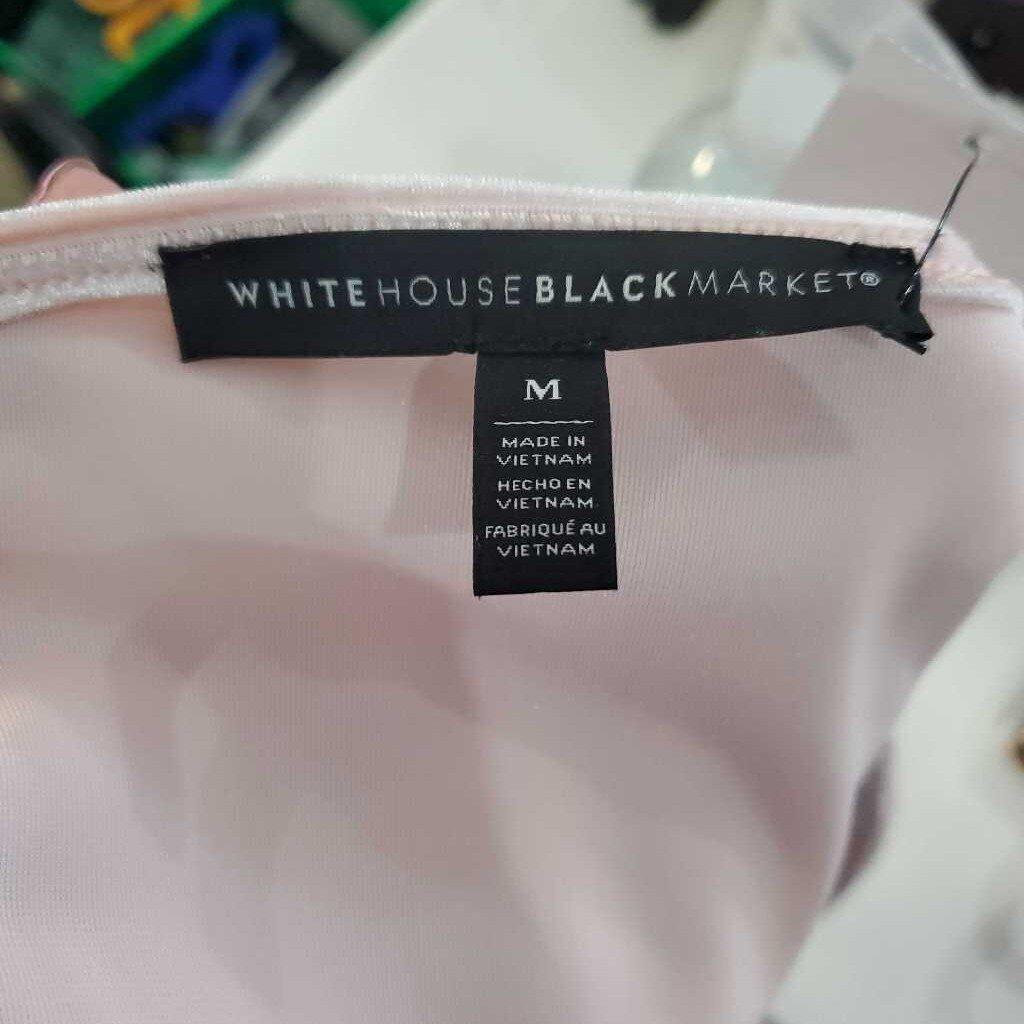 WHITEHOUSEBLACKMARKET®
M
MADE IN
VIETNAM
HECHO EN
VIETNAM
FABRIQUÉ AU
VIETNAM